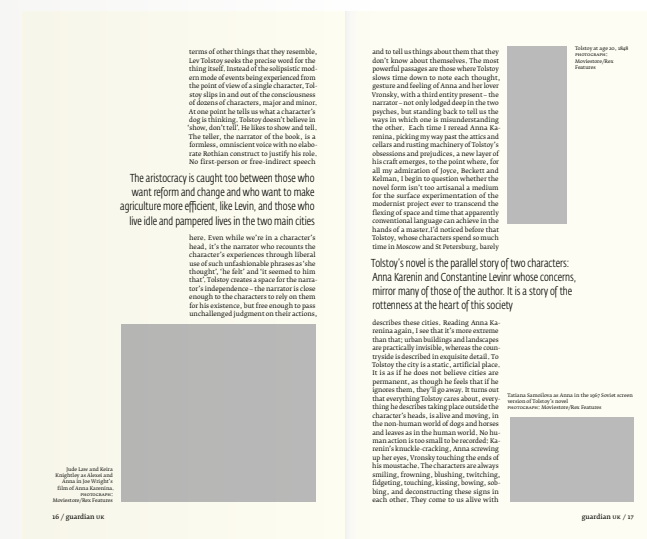 terms of other things that they resemble,
Lev Tolstoy seeks the precise word for the
thing itself. Instead of the solipsistic mod-
ern mode of events being experienced from
the point of view of a single character, Tol-
stoy slips in and out of the consciousness
of dozens of characters, major and minor.
At one point he tells us what a character's
dog is thinking. Tolstoy doesn't believe in
'show, don't tell'. He likes to show and tell.
The teller, the narrator of the book, is a
formless, omniscient voice with no elabo-
rate Rothian construct to justify his role.
No first-person or free-indirect speech
The aristocracy is caught too between those who
want reform and change and who want to make
agriculture more efficient, like Levin, and those who
live idle and pampered lives in the two main cities
here. Even while we're in a character's
head, it's the narrator who recounts the
character's experiences through liberal
use of such unfashionable phrases as 'she
thought', 'he felt' and 'it seemed to him
that'. Tolstoy creates a space for the narra-
tor's independence – the narrator is close
enough to the characters to rely on them
for his existence, but free enough to pass
unchallenged judgment on their actions,
Jude Law and Keira
Knightley as Alexei and
Anna in Joe Wright's
film of Anna Karenina.
PHOTOGRAPH:
Moviestore/Rex Features
16 / guardian UK
and to tell us things about them that they
don't know about themselves. The most
powerful passages are those where Tolstoy
slows time down to note each thought,
gesture and feeling of Anna and her lover
Vronsky, with a third entity present – the
narrator – not only lodged deep in the two
psyches, but standing back to tell us the
ways in which one is misunderstanding
the other. Each time I reread Anna Ka-
renina, picking my way past the attics and
cellars and rusting machinery of Tolstoy's
obsessions and prejudices, a new layer of
his craft emerges, to the point where, for
all my admiration of Joyce, Beckett and
Kelman, I begin to question whether the
novel form isn't too artisanal a medium
for the surface experimentation of the
modernist project ever to transcend the
flexing of space and time that apparently
conventional language can achieve in the
hands of a master.I'd noticed before that
Tolstoy, whose characters spend so much
time in Moscow and St Petersburg, barely
Tolstoy at age 20, 1848
PHOTOGRAPH:
Moviestore/Rex
Features
Tolstoy's novel is the parallel story of two characters:
Anna Karenin and Constantine Levinr whose concerns,
mirror many of those of the author. It is a story of the
rottenness at the heart of this society
describes these cities. Reading Anna Ka-
renina again, I see that it's more extreme
than that; urban buildings and landscapes
are practically invisible, whereas the coun-
tryside is described in exquisite detail. To
Tolstoy the city is a static, artificial place.
It is as if he does not believe cities are
permanent, as though he feels that if he
ignores them, they'll go away. It turns out
that everything Tolstoy cares about, every-
thing he describes taking place outside the
character's heads, is alive and moving, in
the non-human world of dogs and horses
and leaves as in the human world. No hu-
man action is too small to be recorded: Ka-
renin's knuckle-cracking, Anna screwing
up her eyes, Vronsky touching the ends of
his moustache. The characters are always
smiling, frowning, blushing, twitching,
fidgeting, touching, kissing, bowing, sob-
bing, and deconstructing these signs in
each other. They come to us alive with
Tatiana Samoilova as Anna in the 1967 Soviet screen
version of Tolstoy's novel
PHOTOGRAPH: Moviestore/Rex Features
guardian UK / 17